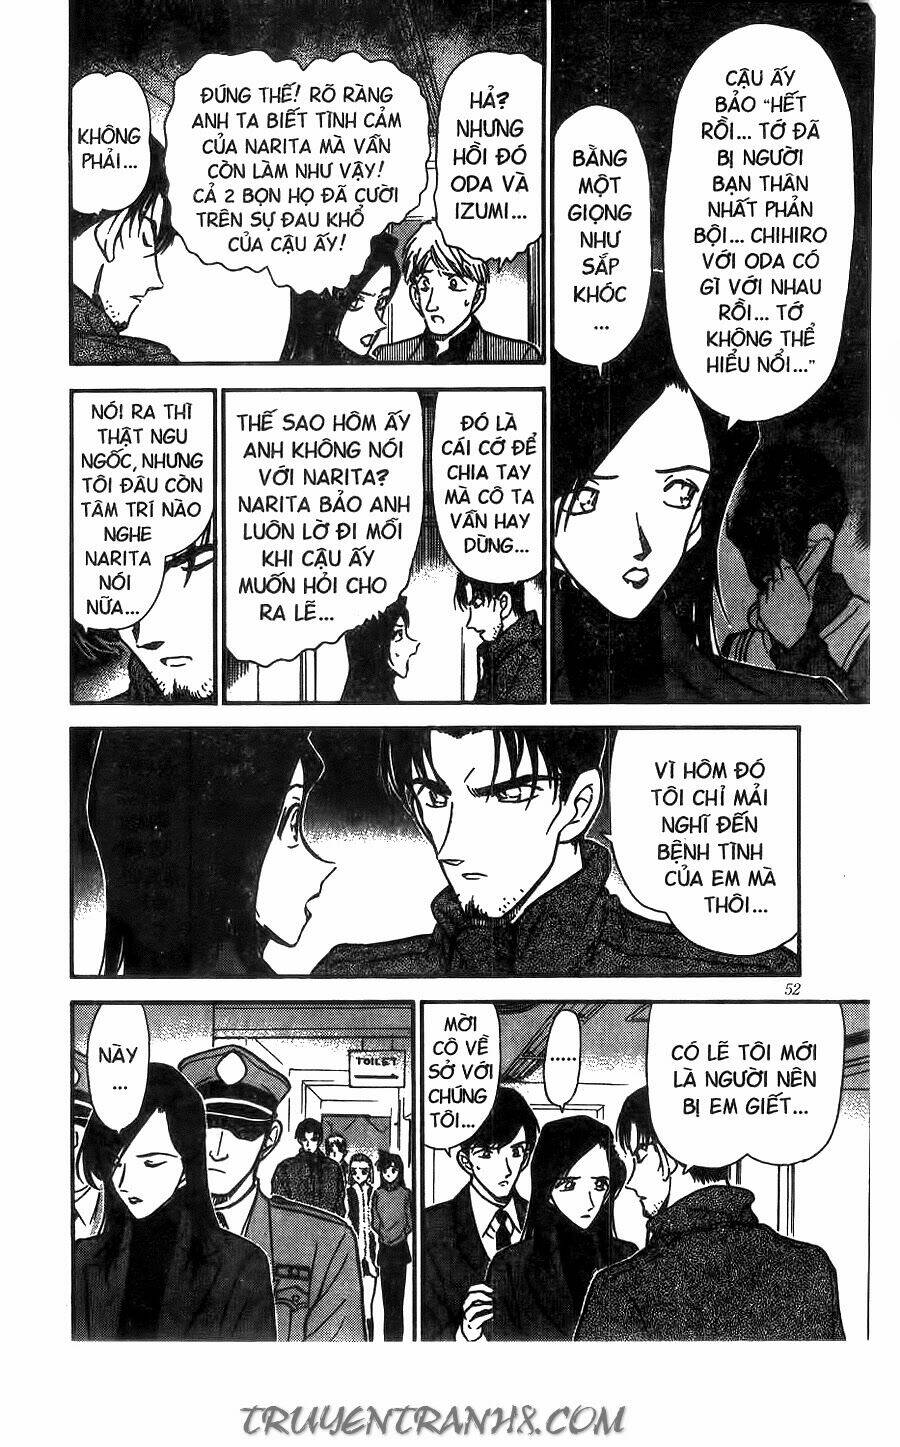 CẬU ẤY
BẢO "HẾT
RỒI... TỚ ĐÃ
BỊ NGƯỜI
BẠN THÂN
NHẤT PHẢN
BỘI... CHIHIRO
VỚI ODA CÓ
GÌ VỚI NHAU
RỒI... TỚ
KHÔNG THỂ
HIỂU NỔI..."
BẰNG
MỘT
GIỌNG
NHƯ
SẮP
KHÓC
...
HẢ?
NHƯNG
HỒI ĐÓ
ODA VÀ
IZUMI...
ĐÚNG THẾ! RÕ RÀNG
ANH TA BIẾT TÌNH CẢM
CỦA NARITA MÀ VẪN
CÒN LÀM NHƯ VẬY!
CẢ 2 BỌN HỌ ĐÃ CƯỜI
TRÊN SỰ ĐAU KHỔ
CỦA CẬU ẤY!
KHÔNG
PHẢI...
ĐÓ LÀ
CÁI CỚ ĐỂ
CHIA TAY
MÀ CÔ TA
VẪN HAY
DÙNG...
THẾ SAO HÔM ẤY
ANH KHÔNG NÓI
VỚI NARITA?
NARITA BẢO ANH
LUÔN LỜ ĐI MỖI
KHI CẬU ẤY
MUỐN HỎI CHO
RA LẼ...
NÓI RA THÌ
THẬT NGU
NGỐC, NHƯNG
TÔI ĐÂU CÒN
TÂM TRÍ NÀO
NGHE
NARITA
NÓI
NỮA...
VÌ HÔM ĐÓ
TÔI CHỈ MẢI
NGHĨ ĐẾN
BỆNH TÌNH
CỦA EM MÀ
THÔI...
52
CÓ LẼ TÔI MỚI
LÀ NGƯỜI NÊN
BỊ EM GIẾT...
......
MỜI
CÔ VỀ
SỞ VỚI
CHÚNG
TÔI...
TOILET
NÀY
...
TRUYENTRANH8.COM